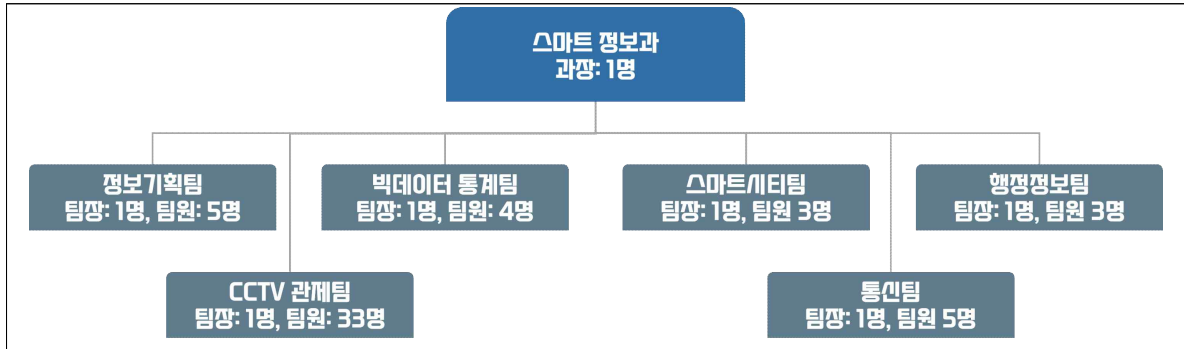 스마트 정보과
과장: 1명
정보기획팀
팀장: 1명, 팀원: 5명
빅데이터 통계팀
팀장: 1명, 팀원: 4명
스마트시티팀
팀장: 1명, 팀원 3명
행정정보팀
팀장: 1명, 팀원 3명
CCTV 관제팀
팀장: 1명, 팀원: 33명
통신팀
팀장: 1명, 팀원 5명